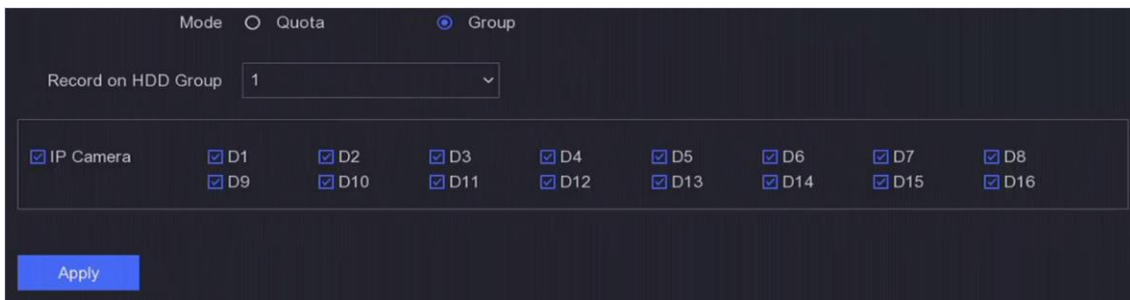 Mode Quota Group
Record on HDD Group 1
IP Camera D1 D2 D3 D4 D5 D6 D7 D8
D9 D10 D11 D12 D13 D14 D15 D16
Apply